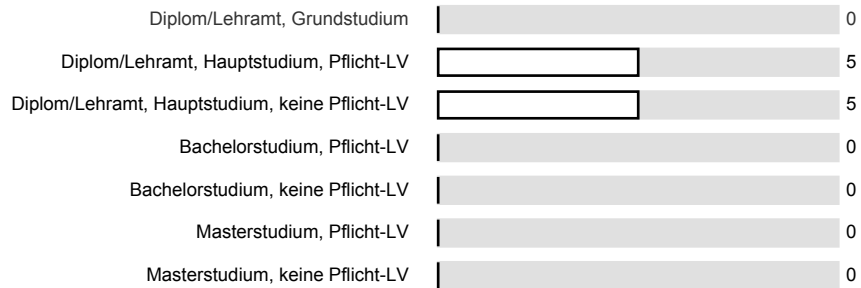 Diplom/Lehramt, Grundstudium 0
Diplom/Lehramt, Hauptstudium, Pflicht-LV 5
Diplom/Lehramt, Hauptstudium, keine Pflicht-LV 5
Bachelorstudium, Pflicht-LV 0
Bachelorstudium, keine Pflicht-LV 0
Masterstudium, Pflicht-LV 0
Masterstudium, keine Pflicht-LV 0